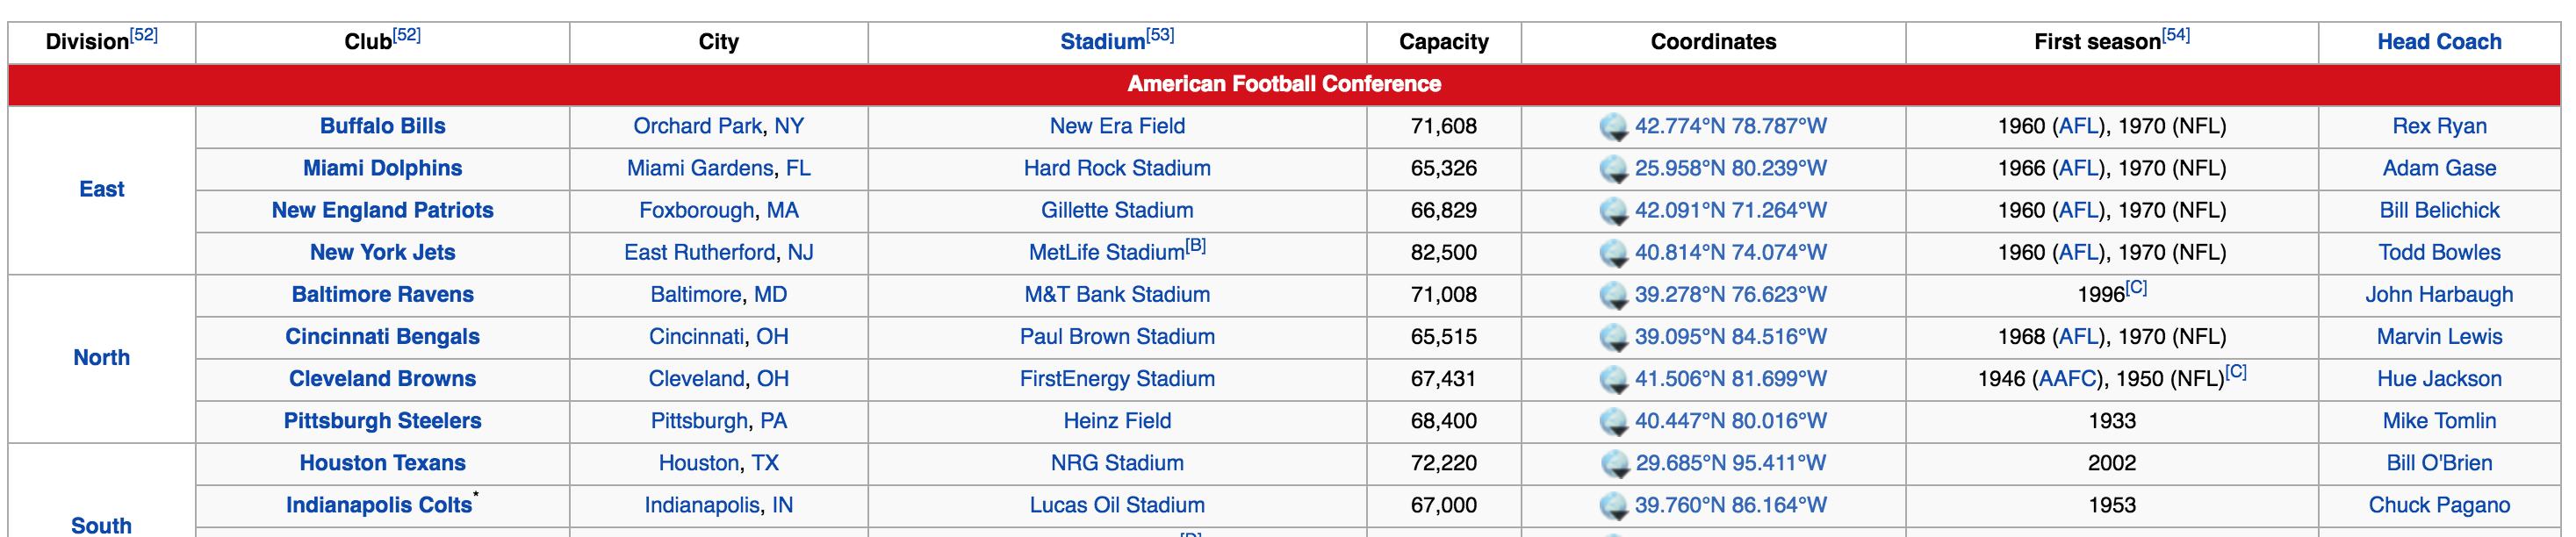 Division[52] Club[52] City Stadium[53] Capacity Coordinates First season[54] Head Coach
American Football Conference
East
Buffalo Bills Orchard Park, NY New Era Field 71,608 42.774°N 78.787°W 1960 (AFL), 1970 (NFL) Rex Ryan
Miami Dolphins Miami Gardens, FL Hard Rock Stadium 65,326 25.958°N 80.239°W 1966 (AFL), 1970 (NFL) Adam Gase
New England Patriots Foxborough, MA Gillette Stadium 66,829 42.091°N 71.264°W 1960 (AFL), 1970 (NFL) Bill Belichick
New York Jets East Rutherford, NJ MetLife Stadium[B] 82,500 40.814°N 74.074°W 1960 (AFL), 1970 (NFL) Todd Bowles
North
Baltimore Ravens Baltimore, MD M&T Bank Stadium 71,008 39.278°N 76.623°W 1996[C] John Harbaugh
Cincinnati Bengals Cincinnati, OH Paul Brown Stadium 65,515 39.095°N 84.516°W 1968 (AFL), 1970 (NFL) Marvin Lewis
Cleveland Browns Cleveland, OH FirstEnergy Stadium 67,431 41.506°N 81.699°W 1946 (AAFC), 1950 (NFL)[C] Hue Jackson
Pittsburgh Steelers Pittsburgh, PA Heinz Field 68,400 40.447°N 80.016°W 1933 Mike Tomlin
South
Houston Texans Houston, TX NRG Stadium 72,220 29.685°N 95.411°W 2002 Bill O'Brien
Indianapolis Colts* Indianapolis, IN Lucas Oil Stadium 67,000 39.760°N 86.164°W 1953 Chuck Pagano